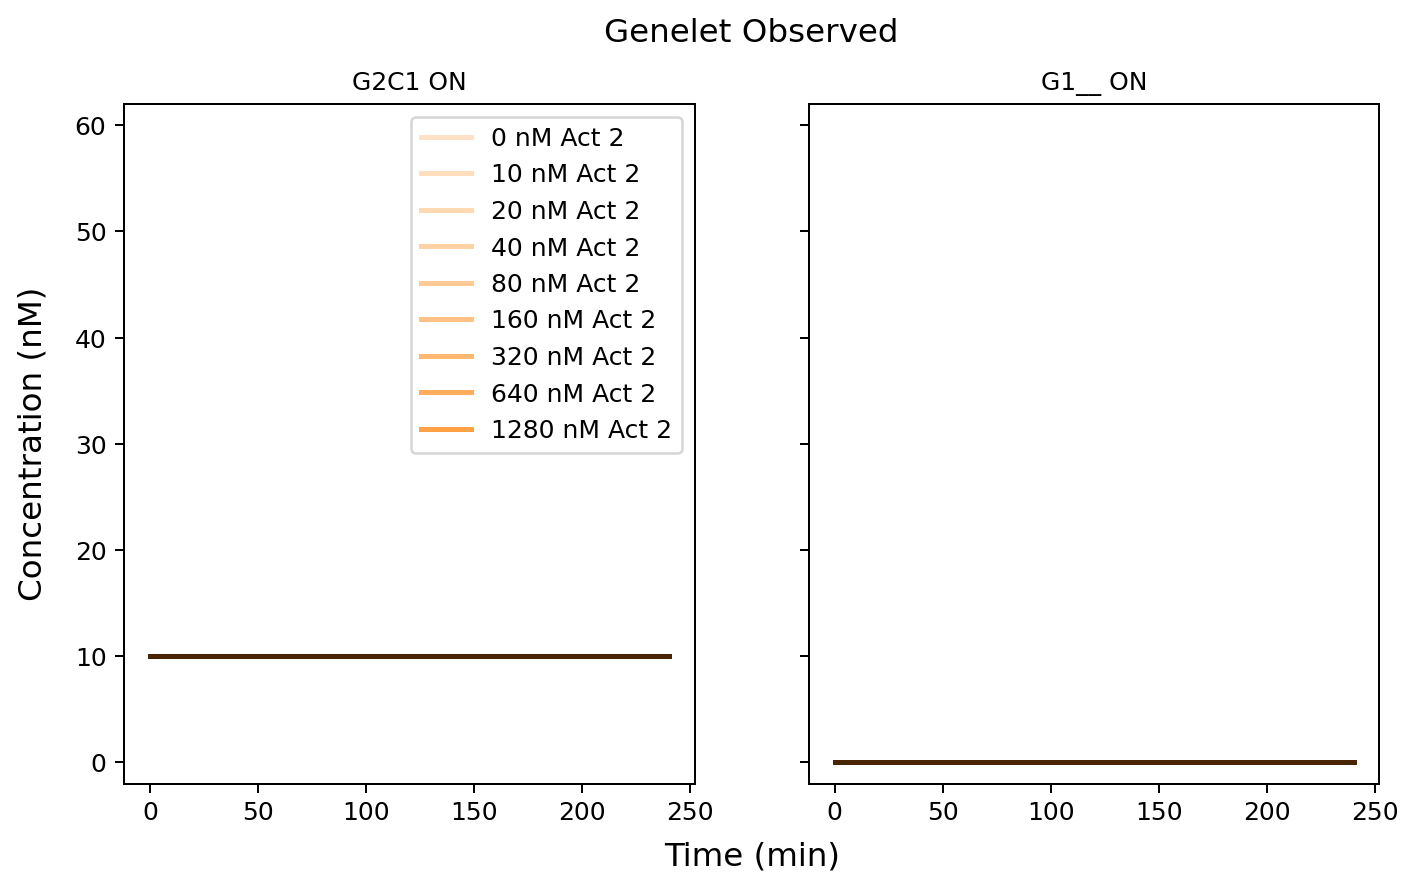 Genelet Observed
G2C1 ON
G1__ ON
60
50
40
30
20
10
0
Concentration (nM)
0 nM Act 2
10 nM Act 2
20 nM Act 2
40 nM Act 2
80 nM Act 2
160 nM Act 2
320 nM Act 2
640 nM Act 2
1280 nM Act 2
0 50 100 150 200 250
0 50 100 150 200 250
Time (min)